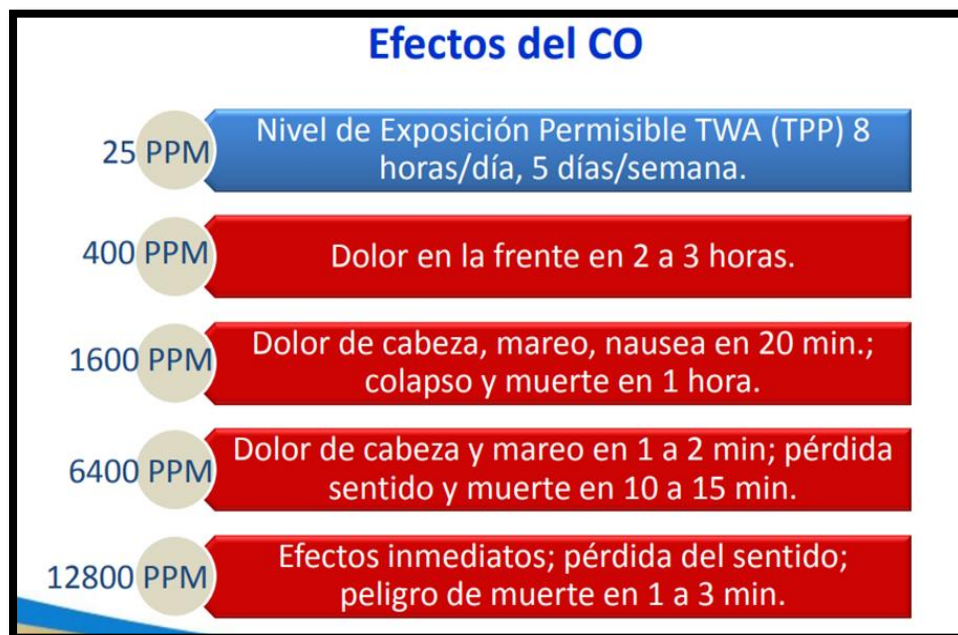 Efectos del CO
25 PPM
Nivel de Exposición Permisible TWA (TPP) 8
horas/día, 5 días/semana.
400 PPM
Dolor en la frente en 2 a 3 horas.
1600 PPM
Dolor de cabeza, mareo, nausea en 20 min.;
colapso y muerte en 1 hora.
6400 PPM
Dolor de cabeza y mareo en 1 a 2 min; pérdida
sentido y muerte en 10 a 15 min.
12800 PPM
Efectos inmediatos; pérdida del sentido;
peligro de muerte en 1 a 3 min.